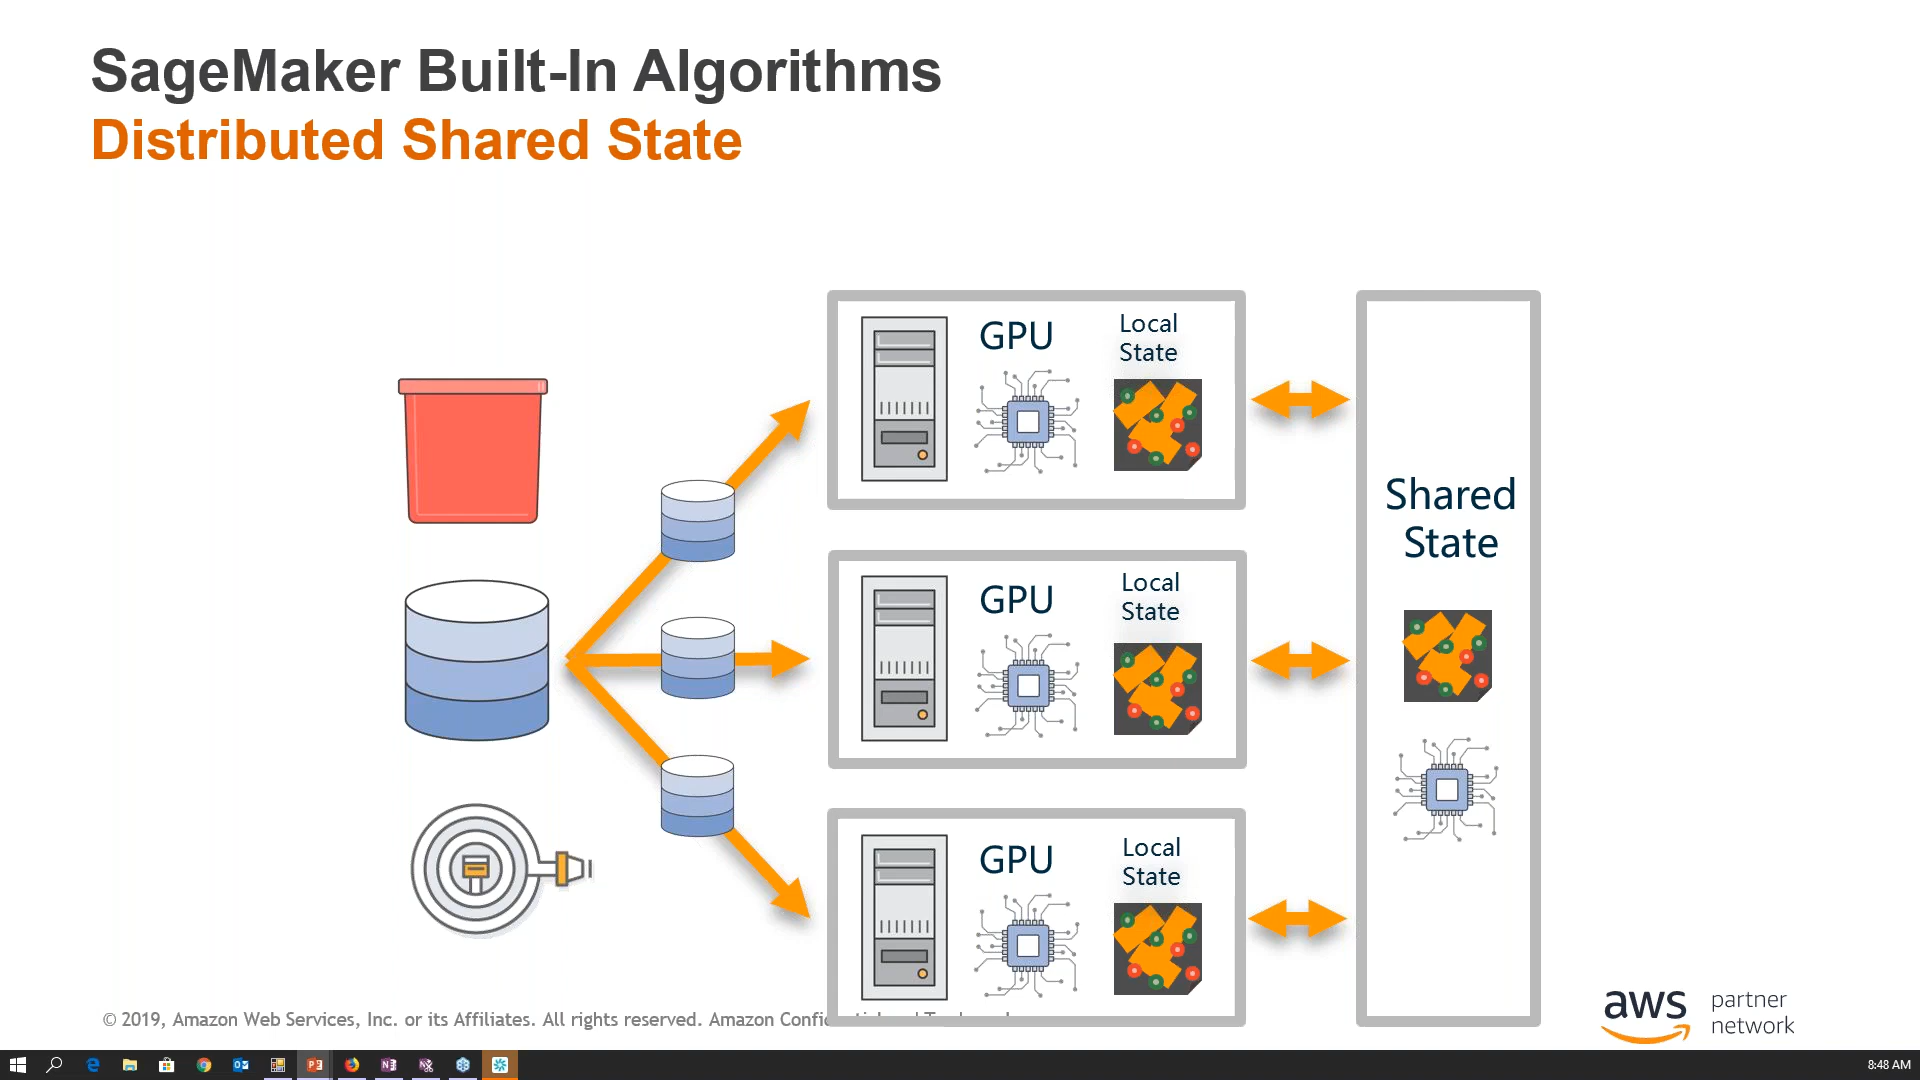 SageMaker Built-In Algorithms
Distributed Shared State
GPU
Local
State
GPU
Local
State
GPU
Local
State
Shared
State
© 2019, Amazon Web Services, Inc. or its Affiliates. All rights reserved. Amazon
aws partner
network
8:48 AM